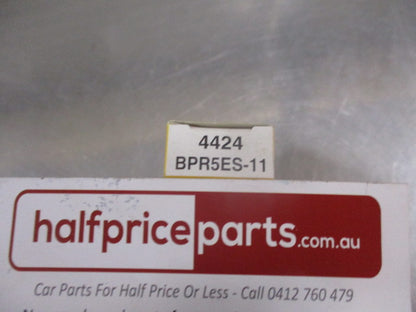 4424
BPR5ES-11
halfpriceparts.com.au
Car Parts For Half Price Or Less - Call 0412 760 479